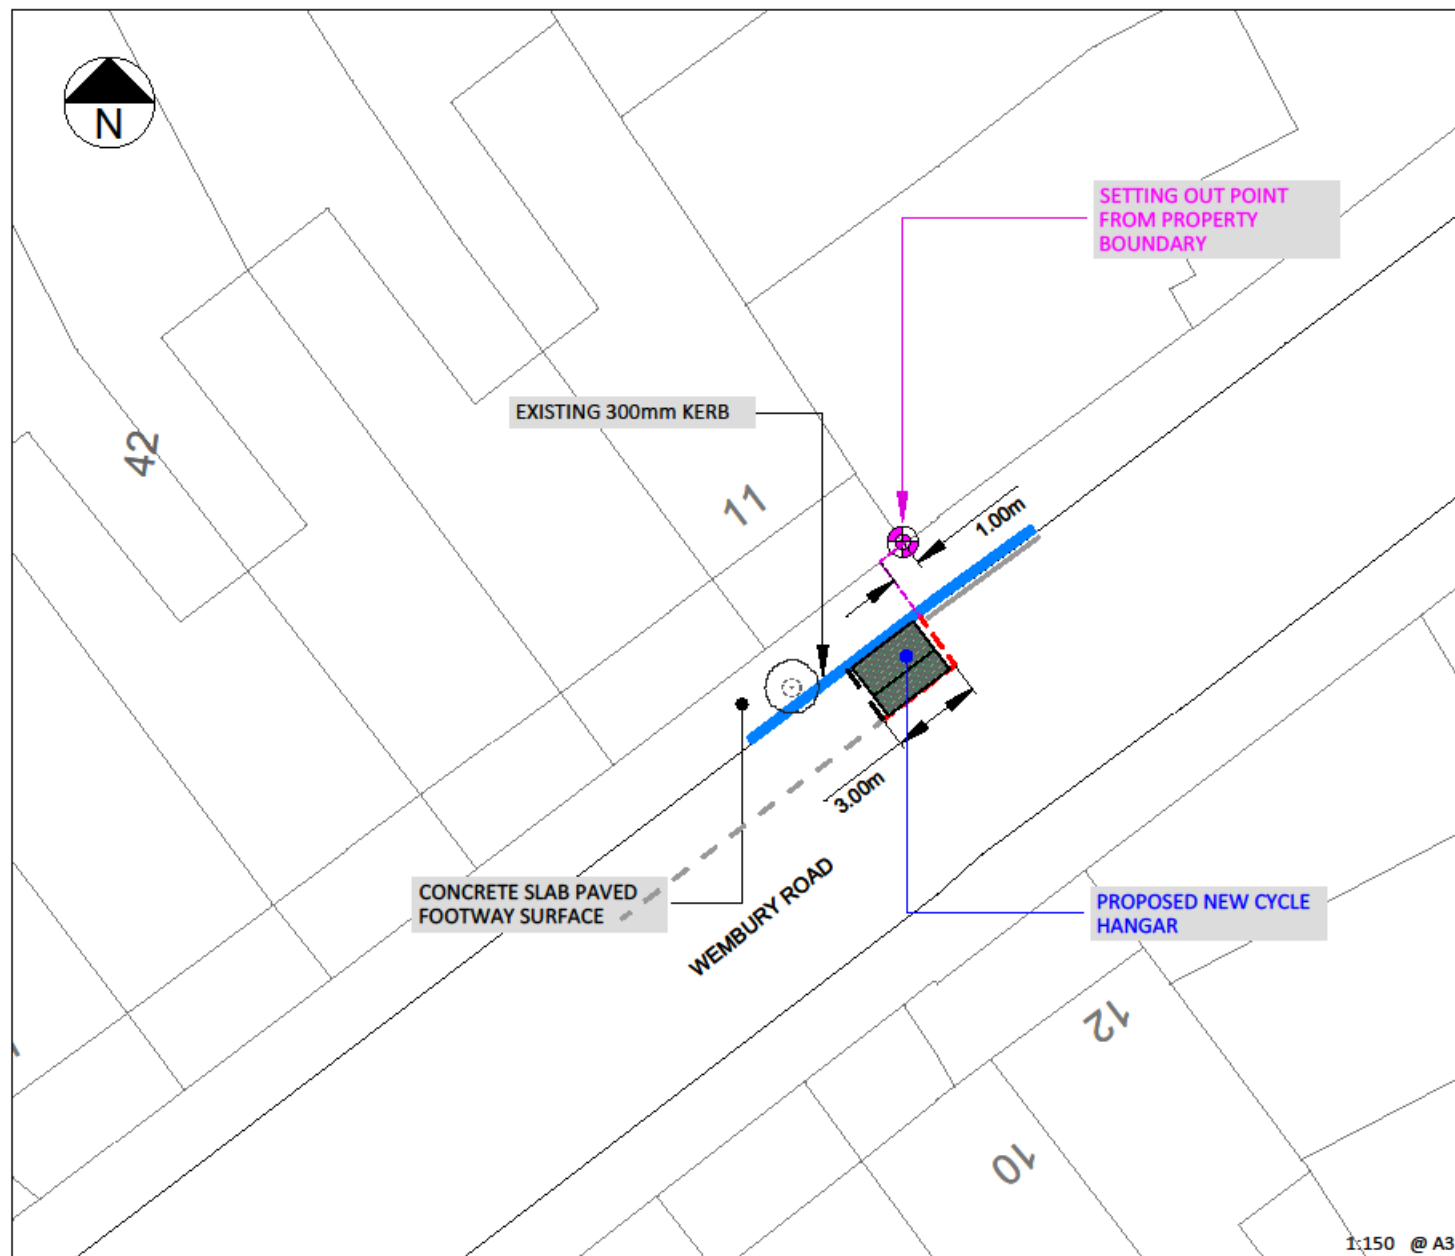 N
SETTING OUT POINT
FROM PROPERTY
BOUNDARY
EXISTING 300mm KERB
42
11
1.00m
3.00m
CONCRETE SLAB PAVED
FOOTWAY SURFACE
WEMBURY ROAD
PROPOSED NEW CYCLE
HANGAR
12
10
1:150 @ A3